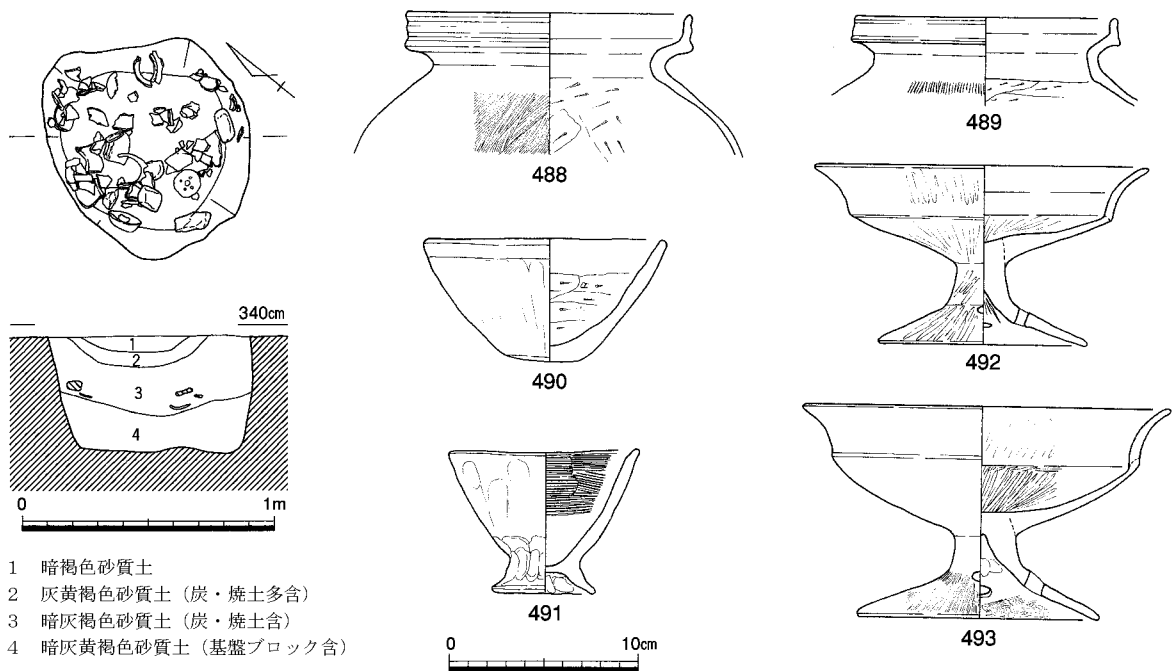 340cm
1
2
3
4
0 1m
1 暗褐色砂質土
2 灰黄褐色砂質土（炭・焼土多含）
3 暗灰褐色砂質土（炭・焼土含）
4 暗灰黄褐色砂質土（基盤ブロック含）
488
490
491
0 10cm
489
492
493